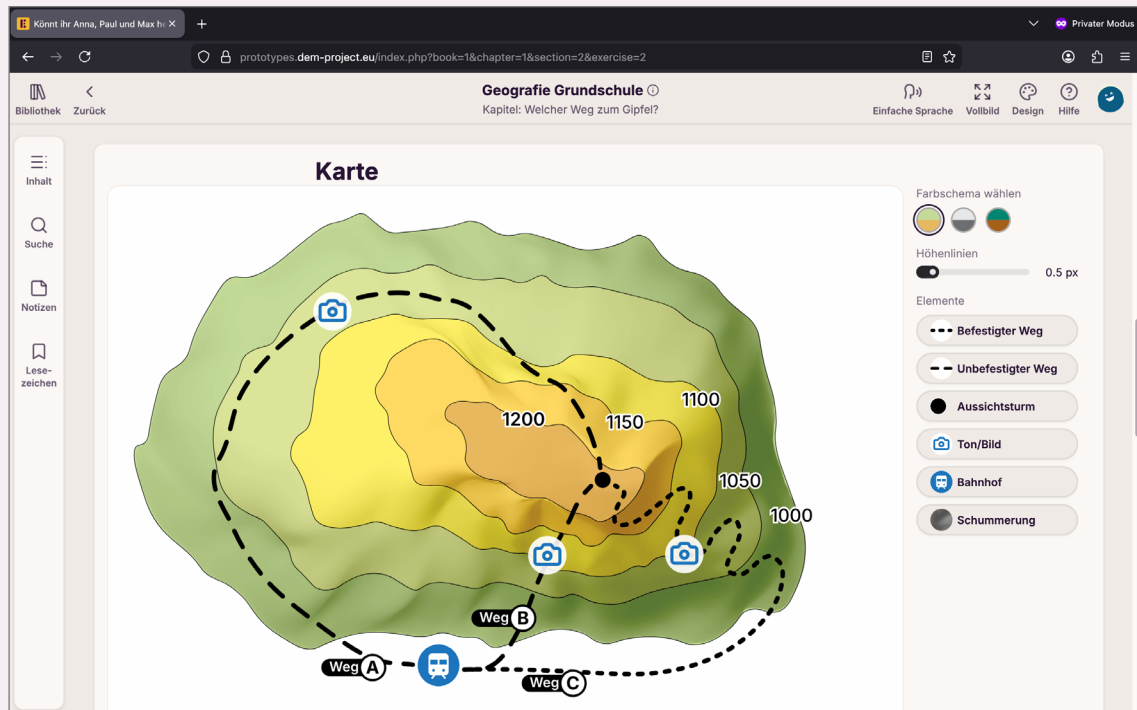 Könnt ihr Anna, Paul und Max he
Privater Modus
prototypes.dem-project.eu/index.php?book=1&chapter=1&section=2&exercise=2
Bibliothek
Zurück
Geografie Grundschule
Kapitel: Welcher Weg zum Gipfel?
Einfache Sprache
Vollbild
Design
Hilfe
Inhalt
Suche
Notizen
Lese-
zeichen
Karte
1200
1150
1100
1050
1000
Weg B
Weg A
Weg C
Farbschema wählen
Höhenlinien
0.5 px
Elemente
Befestigter Weg
Unbefestigter Weg
Aussichtsturm
Ton/Bild
Bahnhof
Schummerung